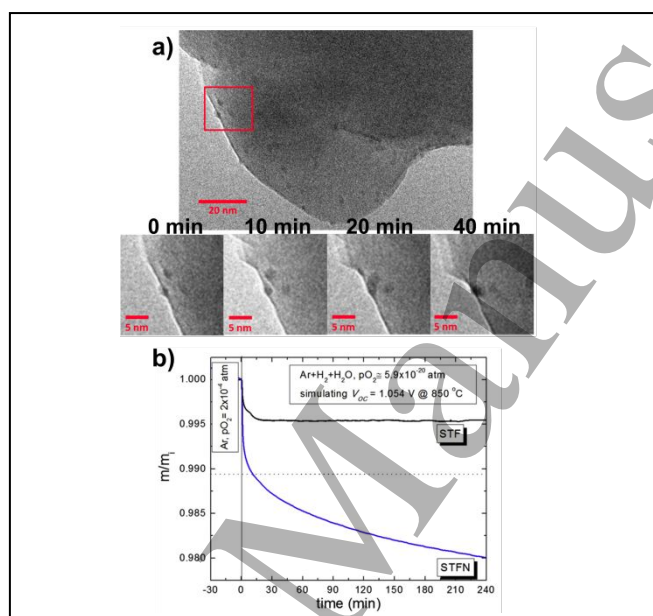 a)
20 nm
0 min 10 min 20 min 40 min
5 nm 5 nm 5 nm 5 nm
b)
Ar+H₂+H₂O, pO₂≅ 5.9x10⁻²⁰ atm
simulating V_OC = 1.054 V @ 850 °C
Ar, pO₂= 2x10⁻⁴ atm
STF
STFN
1.000
0.995
0.990
0.985
0.980
m/mᵢ
-30 0 30 60 90 120 150 180 210 240
time (min)
Manus